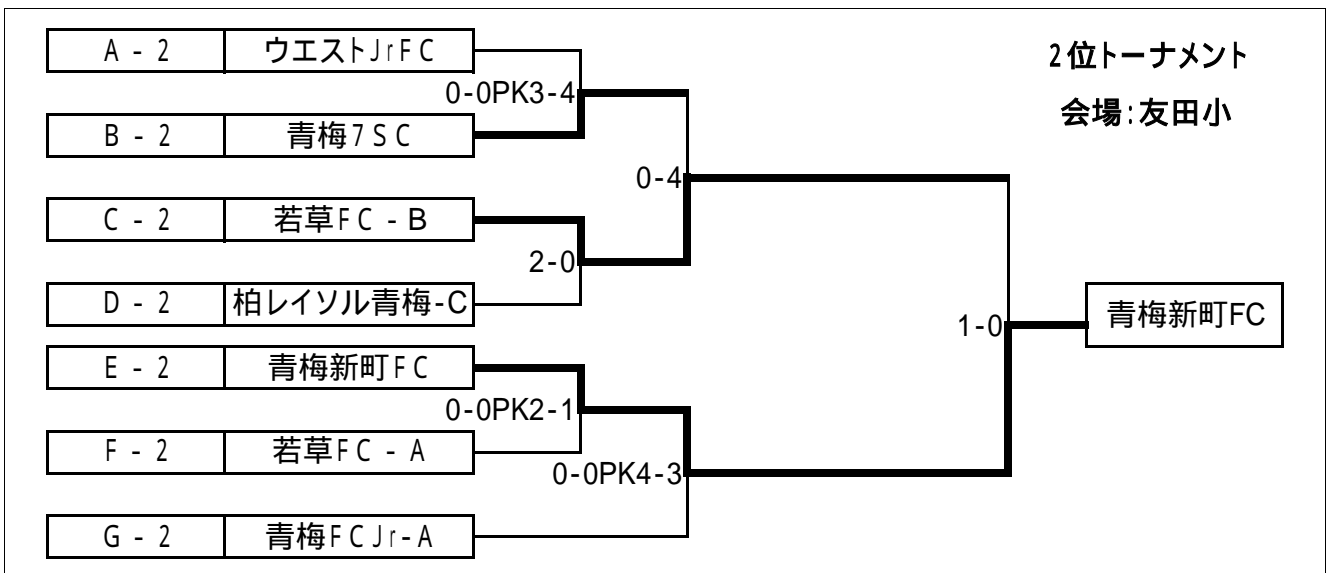 2位トーナメント
会場:友田小
A - 2 ウエストJrFC
0-0PK3-4
B - 2 青梅7SC
0-4
C - 2 若草FC - B
2-0
D - 2 柏レイソル青梅-C
1-0
青梅新町FC
E - 2 青梅新町FC
0-0PK2-1
F - 2 若草FC - A
0-0PK4-3
G - 2 青梅FCJr-A